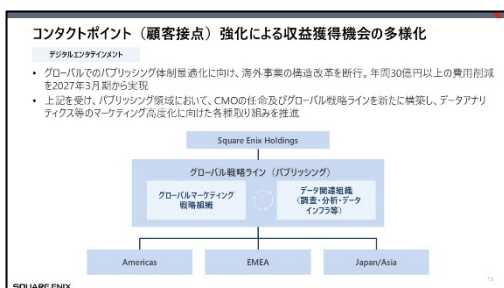 コンタクトポイント（顧客接点）強化による収益獲得機会の多様化
デジタルエンタテインメント
• グローバルでのパブリッシング体制最適化に向け、海外事業の構造改革を断行。年間30億円以上の費用削減
を2027年3月期から実現
• 上記を受け、パブリッシング領域において、CMOの任命及びグローバル戦略ラインを新たに構築し、データアナリ
ティクス等のマーケティング高度化に向けた各種取り組みを推進
Square Enix Holdings
グローバル戦略ライン（パブリッシング）
グローバルマーケティング
戦略組織
データ関連組織
（調査・分析・データ
インフラ等）
Americas
EMEA
Japan/Asia
SQUARE ENIX